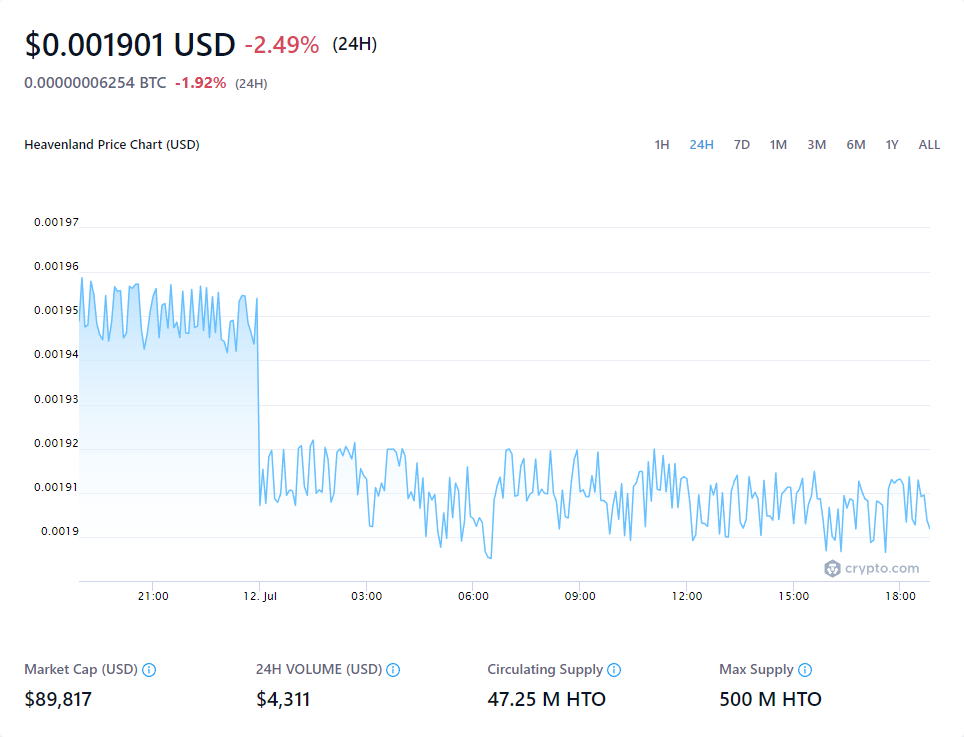 $0.001901 USD -2.49% (24H)
0.00000006254 BTC -1.92% (24H)
Heavenland Price Chart (USD) 1H 24H 7D 1M 3M 6M 1Y ALL
0.00197
0.00196
0.00195
0.00194
0.00193
0.00192
0.00191
0.0019
crypto.com
21:00 12. Jul 03:00 06:00 09:00 12:00 15:00 18:00
Market Cap (USD) 24H VOLUME (USD) Circulating Supply Max Supply
$89,817 $4,311 47.25 M HTO 500 M HTO